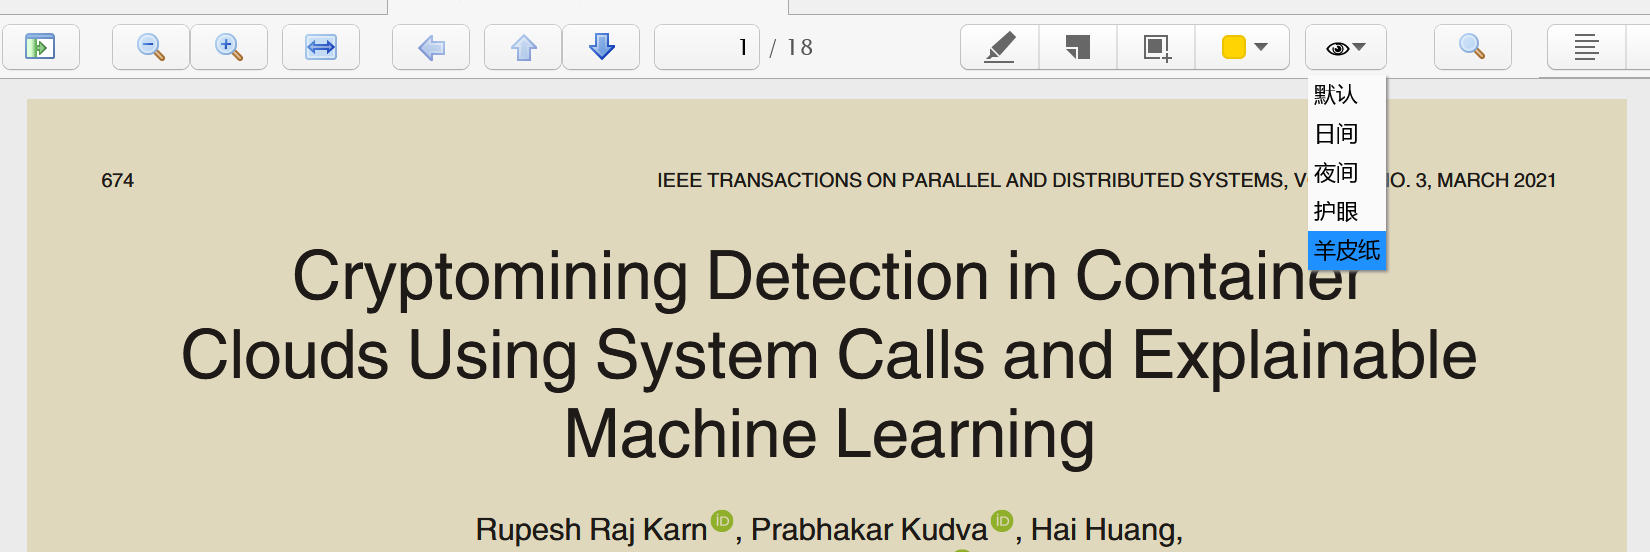 1 / 18
默认
日间
夜间
护眼
羊皮纸
674
IEEE TRANSACTIONS ON PARALLEL AND DISTRIBUTED SYSTEMS, NO. 3, MARCH 2021
Cryptomining Detection in Container
Clouds Using System Calls and Explainable
Machine Learning
Rupesh Raj Karn iD, Prabhakar Kudva iD, Hai Huang,